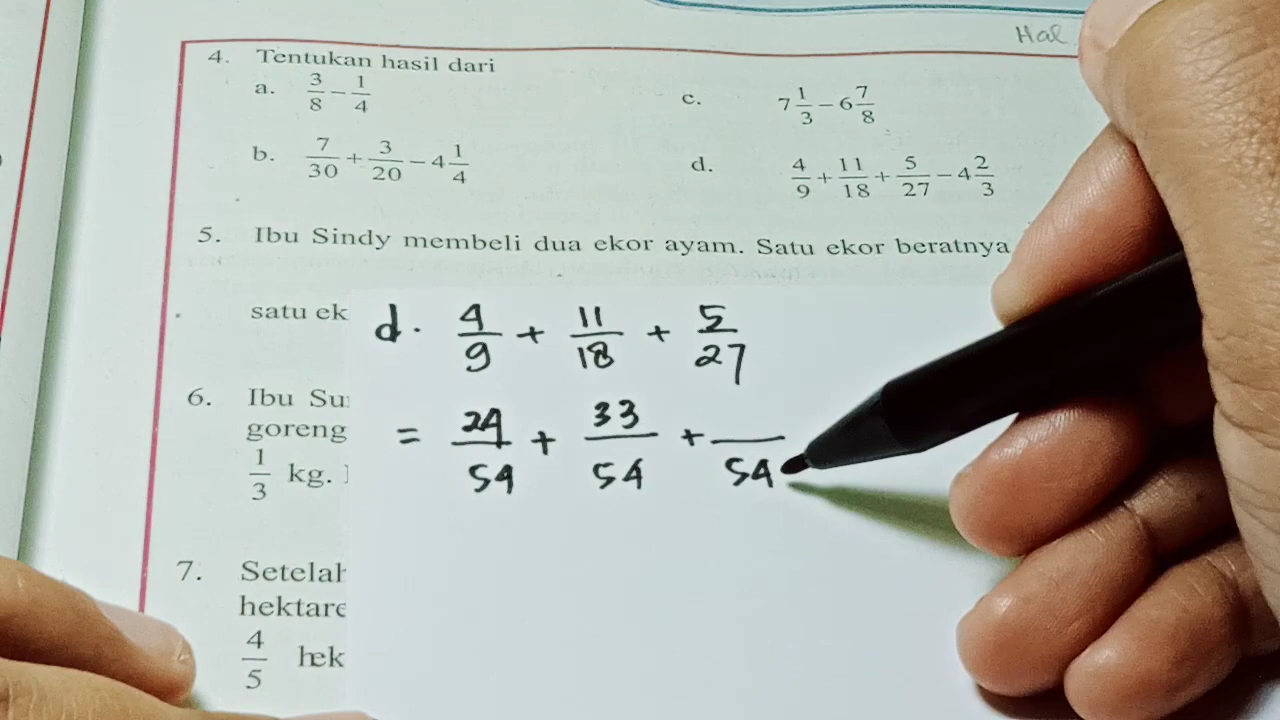 Hal
4. Tentukan hasil dari
a. 3/8 − 1/4
c. 7 1/3 − 6 7/8
b. 7/30 + 3/20 − 4 1/4
d. 4/9 + 11/18 + 5/27 − 4 2/3
5. Ibu Sindy membeli dua ekor ayam. Satu ekor beratnya
satu ek
d. 4/9 + 11/18 + 5/27
= 24/54 + 33/54 + /54
6. Ibu Su
goreng
1/3 kg.
7. Setelah
hektare
4/5 hek